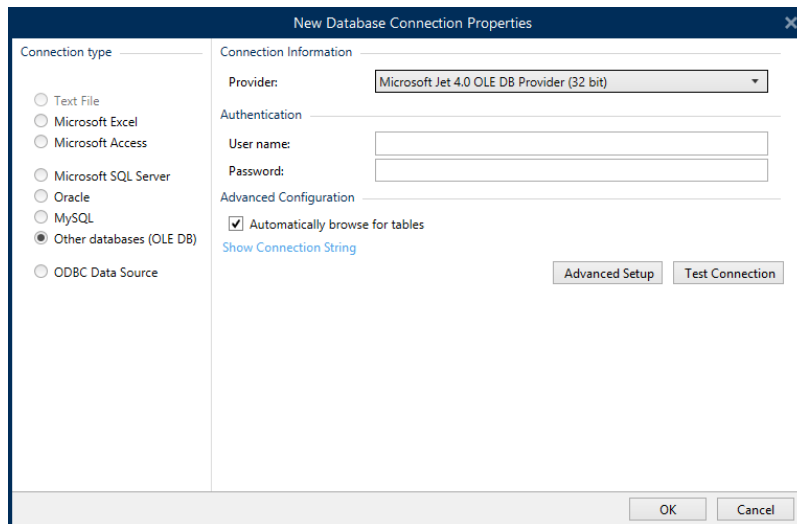 New Database Connection Properties
Connection type
Text File
Microsoft Excel
Microsoft Access
Microsoft SQL Server
Oracle
MySQL
Other databases (OLE DB)
ODBC Data Source
Connection Information
Provider: Microsoft Jet 4.0 OLE DB Provider (32 bit)
Authentication
User name:
Password:
Advanced Configuration
Automatically browse for tables
Show Connection String
Advanced Setup Test Connection
OK Cancel